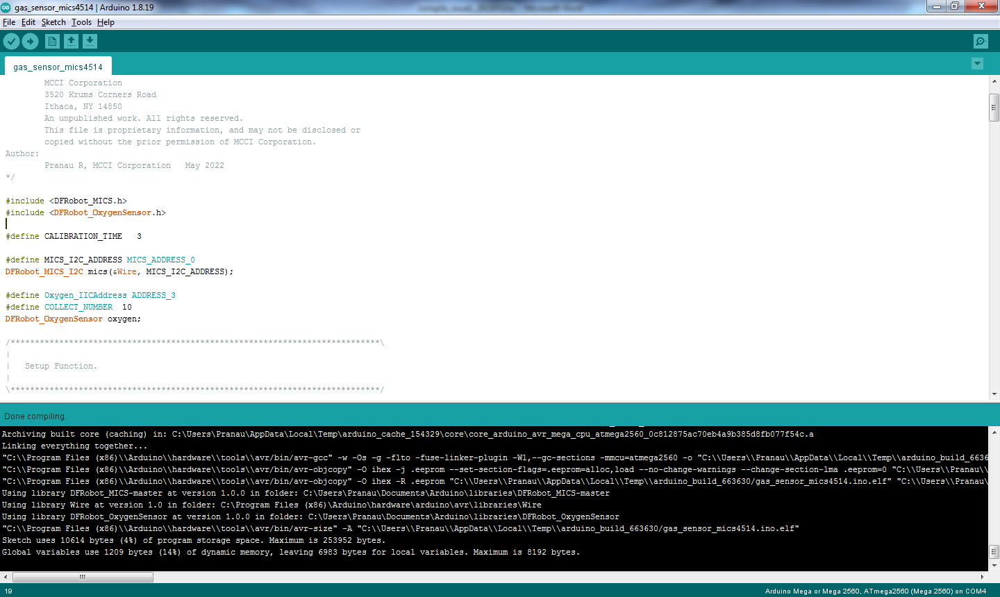 gas_sensor_mics4514 | Arduino 1.8.19
File Edit Sketch Tools Help
gas_sensor_mics4514
MCCI Corporation
3520 Krums Corners Road
Ithaca, NY 14850
An unpublished work. All rights reserved.
This file is proprietary information, and may not be disclosed or
copied without the prior permission of MCCI Corporation.
Author:
Pranau R, MCCI Corporation   May 2022
*/
#include <DFRobot_MICS.h>
#include <DFRobot_OxygenSensor.h>
#define CALIBRATION_TIME   3
#define MICS_I2C_ADDRESS MICS_ADDRESS_0
DFRobot_MICS_I2C mics(&Wire, MICS_I2C_ADDRESS);
#define Oxygen_IICAddress ADDRESS_3
#define COLLECT_NUMBER  10
DFRobot_OxygenSensor oxygen;
/****************************************************************************\
|
|   Setup Function.
|
\****************************************************************************/
Done compiling.
Archiving built core (caching) in: C:\Users\Pranau\AppData\Local\Temp\arduino_cache_154329\core\core_arduino_avr_mega_cpu_atmega2560_0c812875ac70eb4a9b385d8fb077f54c.a
Linking everything together...
"C:\\Program Files (x86)\\Arduino\\hardware\\tools\\avr/bin/avr-gcc" -w -Os -g -flto -fuse-linker-plugin -Wl,--gc-sections -mmcu=atmega2560 -o "C:\\Users\\Pranau\\AppData\\Local\\Temp\\arduino_build_6636
"C:\\Program Files (x86)\\Arduino\\hardware\\tools\\avr/bin/avr-objcopy" -O ihex -j .eeprom --set-section-flags=.eeprom=alloc,load --no-change-warnings --change-section-lma .eeprom=0 "C:\\Users\\Pranau\\
"C:\\Program Files (x86)\\Arduino\\hardware\\tools\\avr/bin/avr-objcopy" -O ihex -R .eeprom "C:\\Users\\Pranau\\AppData\\Local\\Temp\\arduino_build_663630/gas_sensor_mics4514.ino.elf" "C:\\Users\\Pranau\
Using library DFRobot_MICS-master at version 1.0.0 in folder: C:\Users\Pranau\Documents\Arduino\libraries\DFRobot_MICS-master
Using library Wire at version 1.0 in folder: C:\Program Files (x86)\Arduino\hardware\arduino\avr\libraries\Wire
Using library DFRobot_OxygenSensor at version 1.0.0 in folder: C:\Users\Pranau\Documents\Arduino\libraries\DFRobot_OxygenSensor
"C:\\Program Files (x86)\\Arduino\\hardware\\tools\\avr/bin/avr-size" -A "C:\\Users\\Pranau\\AppData\\Local\\Temp\\arduino_build_663630/gas_sensor_mics4514.ino.elf"
Sketch uses 10614 bytes (4%) of program storage space. Maximum is 253952 bytes.
Global variables use 1209 bytes (14%) of dynamic memory, leaving 6983 bytes for local variables. Maximum is 8192 bytes.
19
Arduino Mega or Mega 2560, ATmega2560 (Mega 2560) on COM4